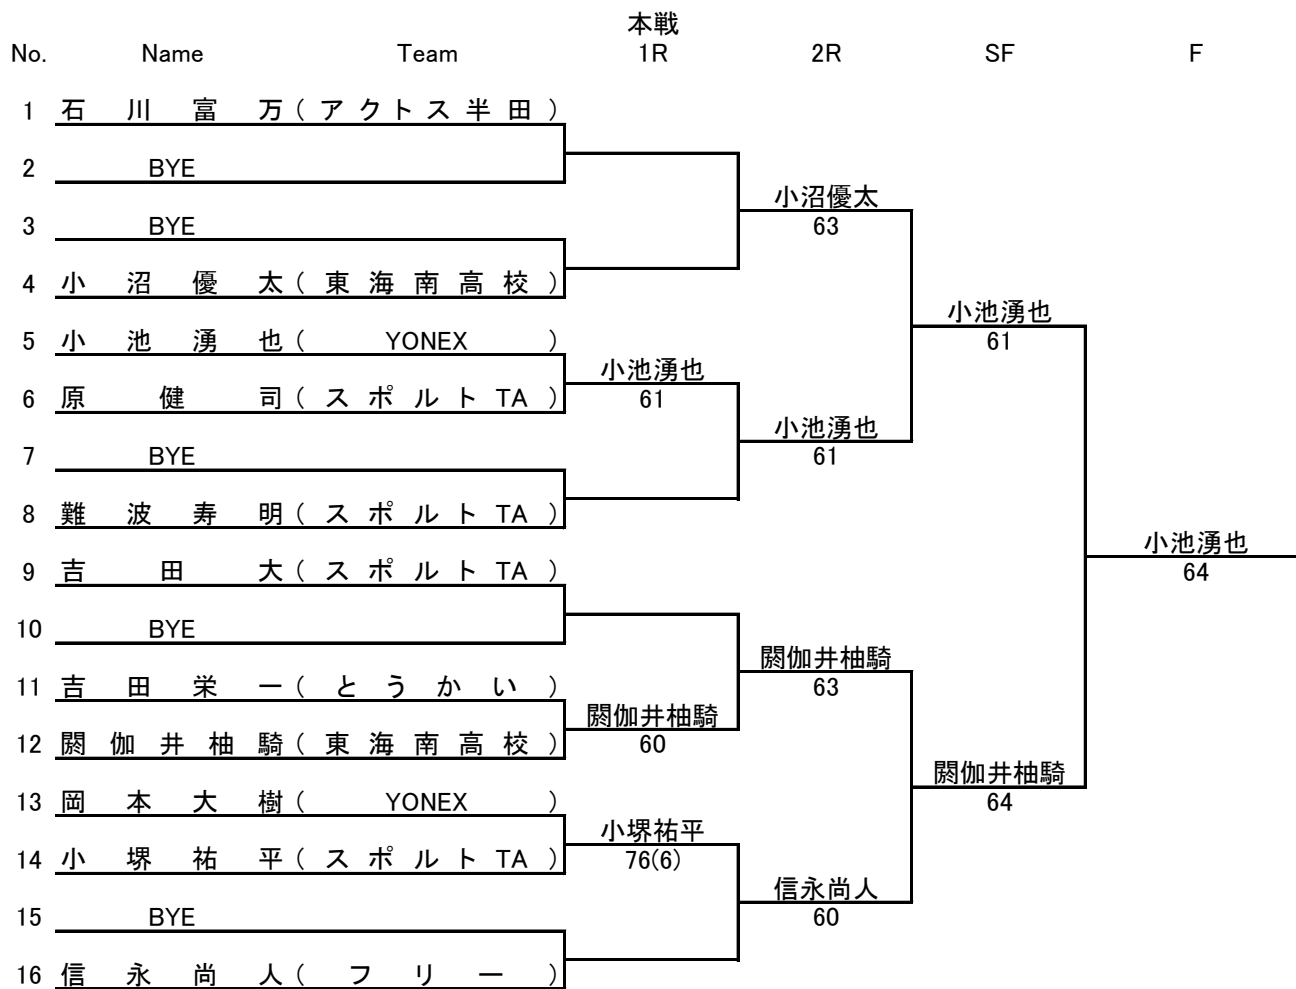 本戦
No. Name Team 1R 2R SF F
1 石川富万(アクトス半田)
2 BYE
小沼優太
3 BYE 63
4 小沼優太(東海南高校)
小池湧也
5 小池湧也(YONEX) 61
小池湧也
6 原健司(スポルトTA) 61
小池湧也
7 BYE 61
8 難波寿明(スポルトTA)
小池湧也
9 吉田大(スポルトTA) 64
10 BYE
閼伽井柚騎
11 吉田栄一(とうかい) 63
閼伽井柚騎
12 閼伽井柚騎(東海南高校) 60
閼伽井柚騎
13 岡本大樹(YONEX) 64
小堺祐平
14 小堺祐平(スポルトTA) 76(6)
信永尚人
15 BYE 60
16 信永尚人(フリー)